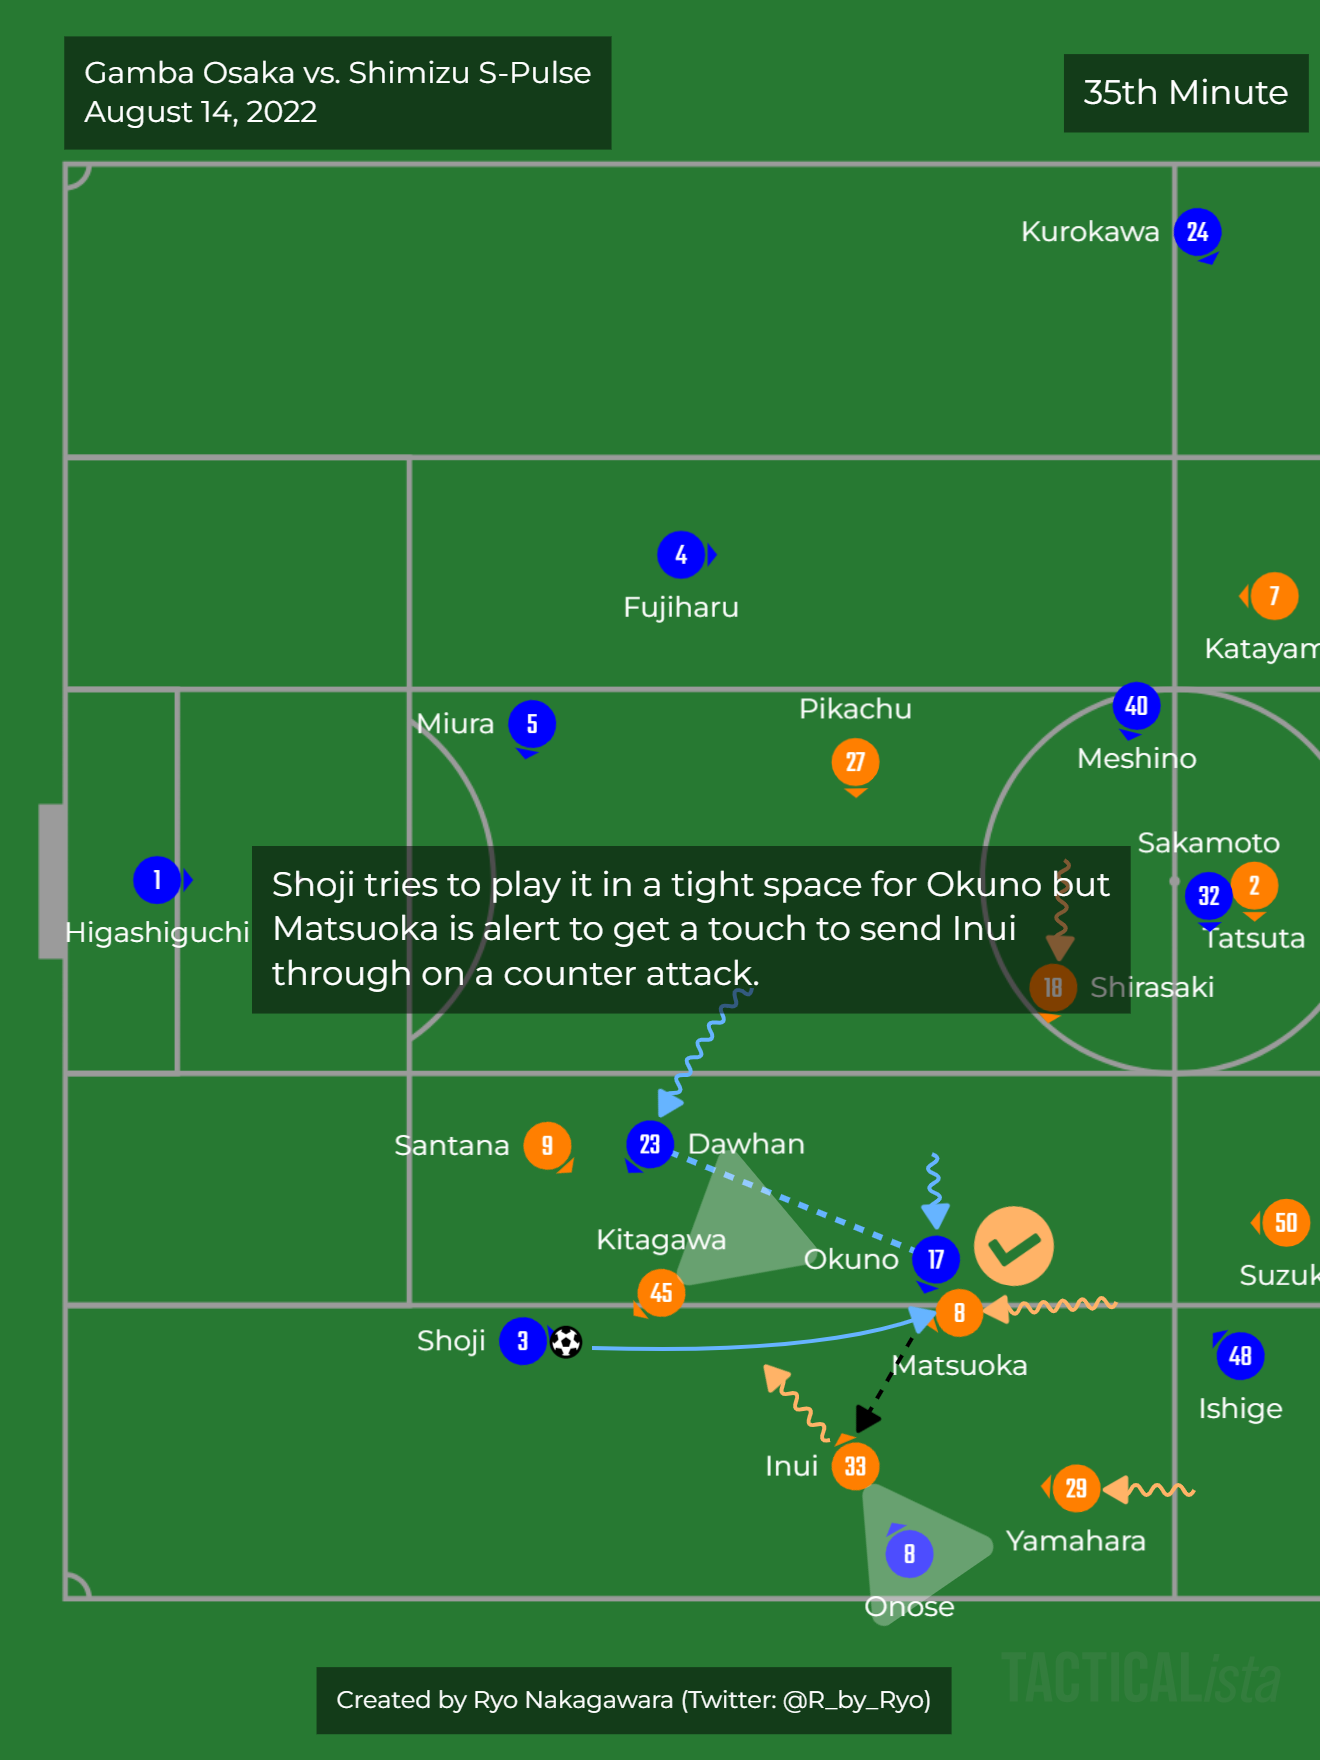 Gamba Osaka vs. Shimizu S-Pulse
August 14, 2022
35th Minute
Kurokawa
24
4
Fujiharu
7
Katayam
Miura
5
Pikachu
27
40
Meshino
Sakamoto
32
2
Tatsuta
1
Higashiguchi
Shoji tries to play it in a tight space for Okuno but
Matsuoka is alert to get a touch to send Inui
through on a counter attack.
18
Shirasaki
Santana
9
23
Dawhan
Kitagawa
45
Okuno
17
50
Suzuk
Shoji
3
8
Matsuoka
48
Ishige
Inui
33
29
Yamahara
8
Onose
TACTICALista
Created by Ryo Nakagawara (Twitter: @R_by_Ryo)